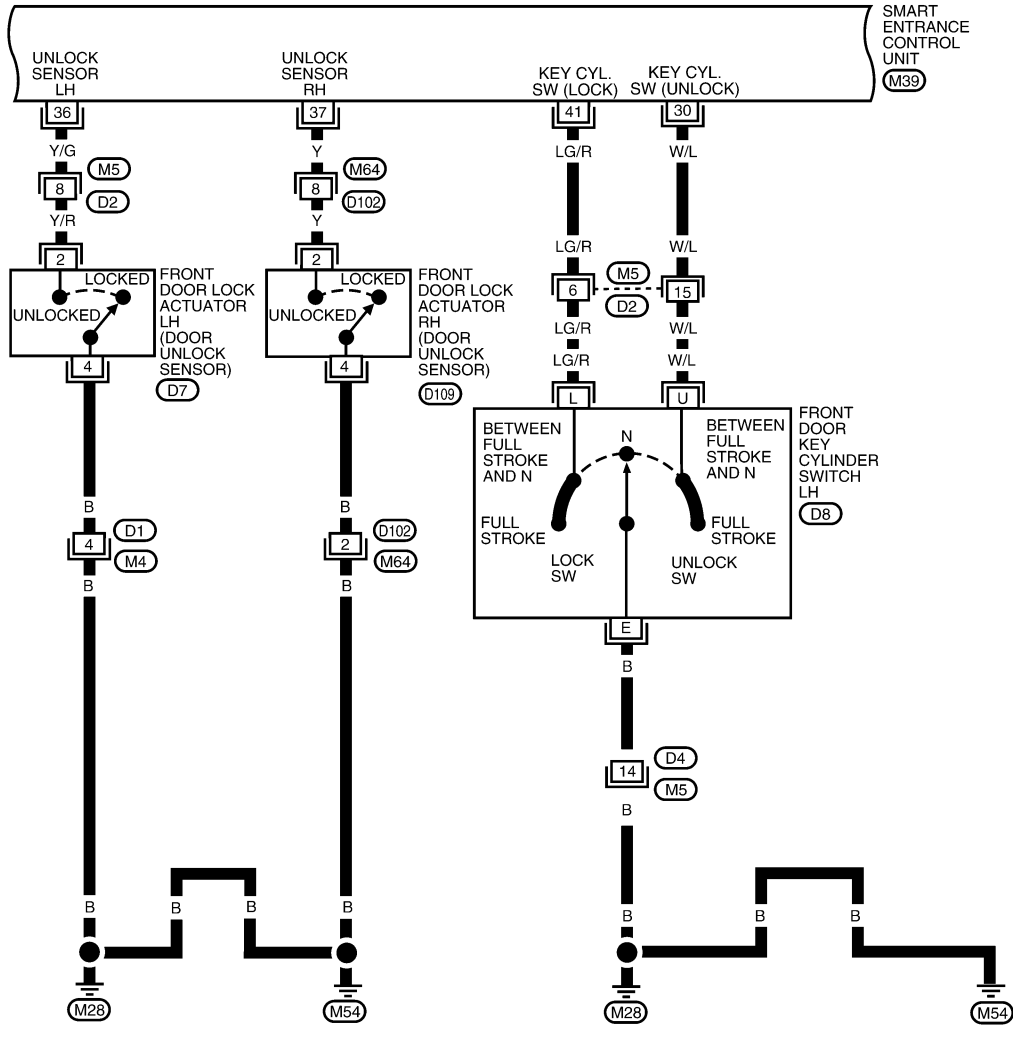 SMART
ENTRANCE
CONTROL
UNIT
M39
UNLOCK
SENSOR
LH
UNLOCK
SENSOR
RH
KEY CYL.
SW (LOCK)
KEY CYL.
SW (UNLOCK)
36
37
41
30
Y/G
Y
LG/R
W/L
M5
M64
8
8
D2
D102
Y/R
Y
LG/R
W/L
2
2
M5
6
15
D2
LOCKED
UNLOCKED
FRONT
DOOR LOCK
ACTUATOR
LH
(DOOR
UNLOCK
SENSOR)
D7
LOCKED
UNLOCKED
FRONT
DOOR LOCK
ACTUATOR
RH
(DOOR
UNLOCK
SENSOR)
D109
LG/R
W/L
LG/R
W/L
4
4
L
U
BETWEEN
FULL
STROKE
AND N
N
BETWEEN
FULL
STROKE
AND N
FULL
STROKE
FULL
STROKE
LOCK
SW
UNLOCK
SW
FRONT
DOOR
KEY
CYLINDER
SWITCH
LH
D8
B
B
D1
D102
4
2
M4
M64
B
B
E
B
D4
14
M5
B
B
B
B
B
B
B
B
M28
M54
M28
M54